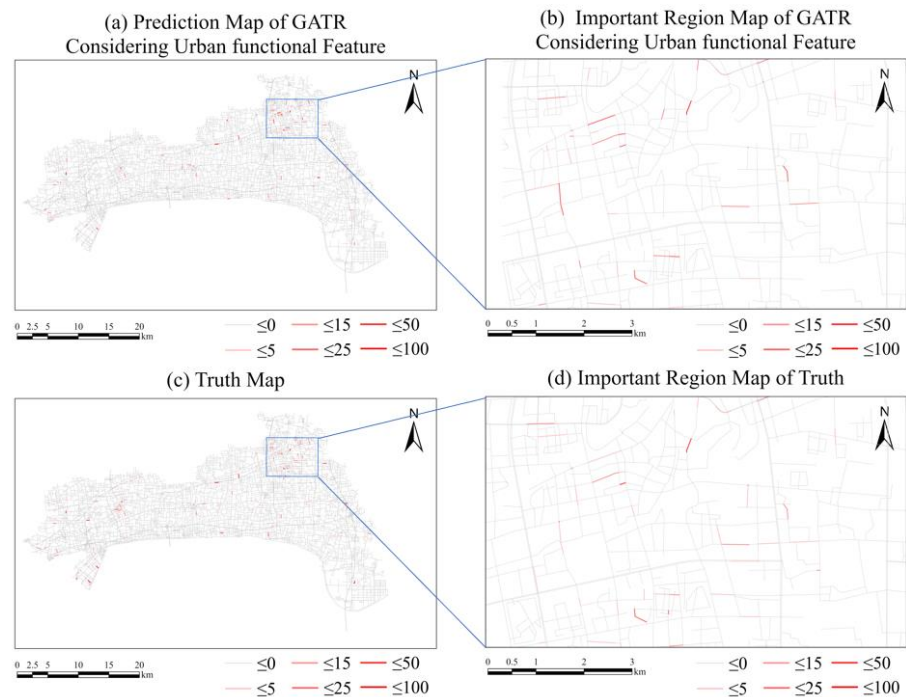 (a) Prediction Map of GATR
Considering Urban functional Feature
(b) Important Region Map of GATR
Considering Urban functional Feature
N
N
0 2.5 5 10 15 20
km
≤0 ≤15 ≤50
≤5 ≤25 ≤100
0 0.5 1 2 3
km
≤0 ≤15 ≤50
≤5 ≤25 ≤100
(c) Truth Map
(d) Important Region Map of Truth
N
N
0 2.5 5 10 15 20
km
≤0 ≤15 ≤50
≤5 ≤25 ≤100
0 0.5 1 2 3
km
≤0 ≤15 ≤50
≤5 ≤25 ≤100